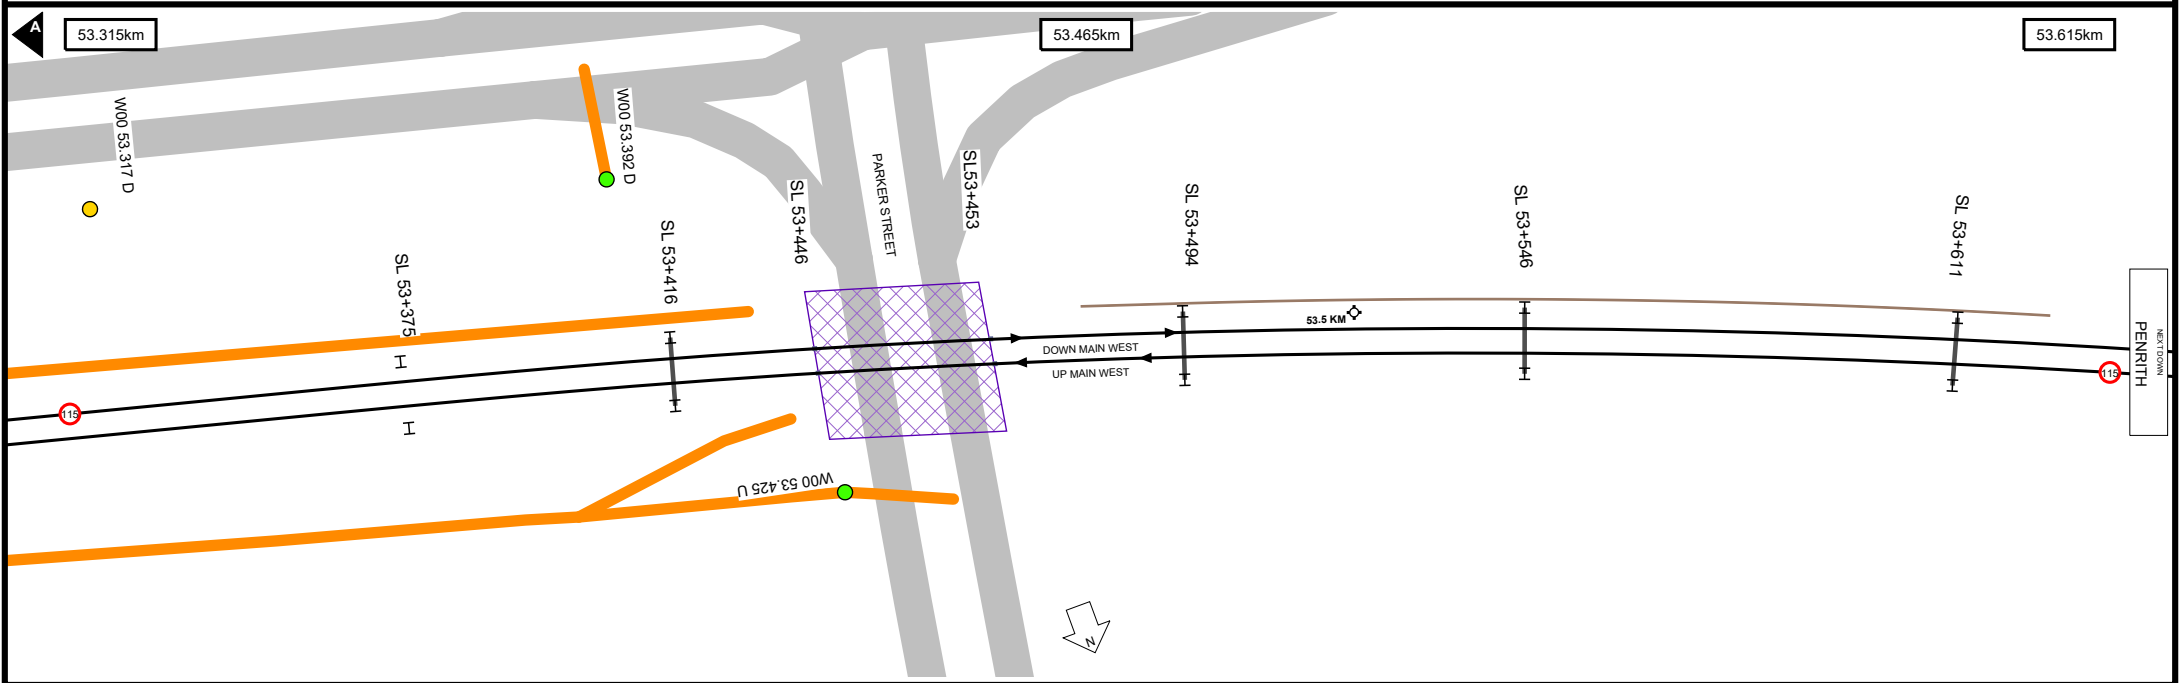 A
53.315km
53.465km
53.615km
W00 53.317 D
W00 53.392 D
PARKER STREET
SL 53+446
SL53+453
SL 53+494
SL 53+546
SL 53+611
SL 53+375
SL 53+416
53.5 KM
DOWN MAIN WEST
UP MAIN WEST
NEXT DOWN
PENRITH
115
115
W00 53.425 U
N